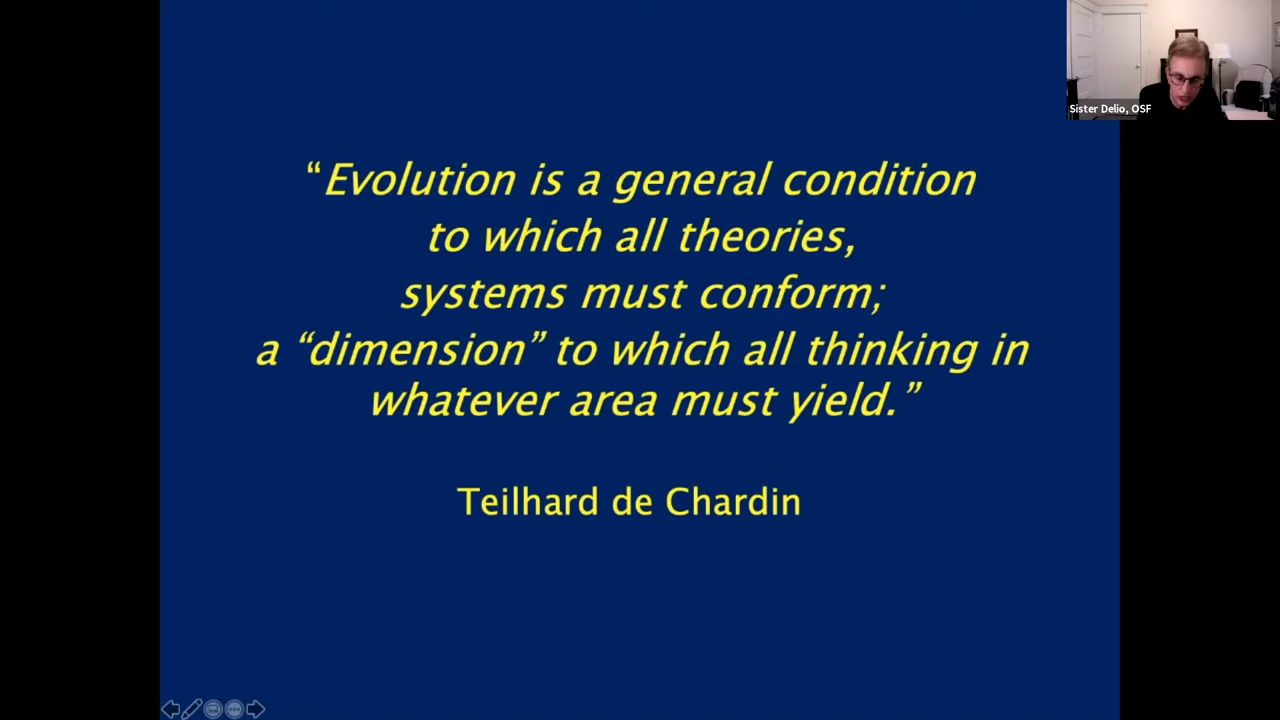 Sister Delio, OSF
“Evolution is a general condition
to which all theories,
systems must conform;
a “dimension” to which all thinking in
whatever area must yield.”
Teilhard de Chardin